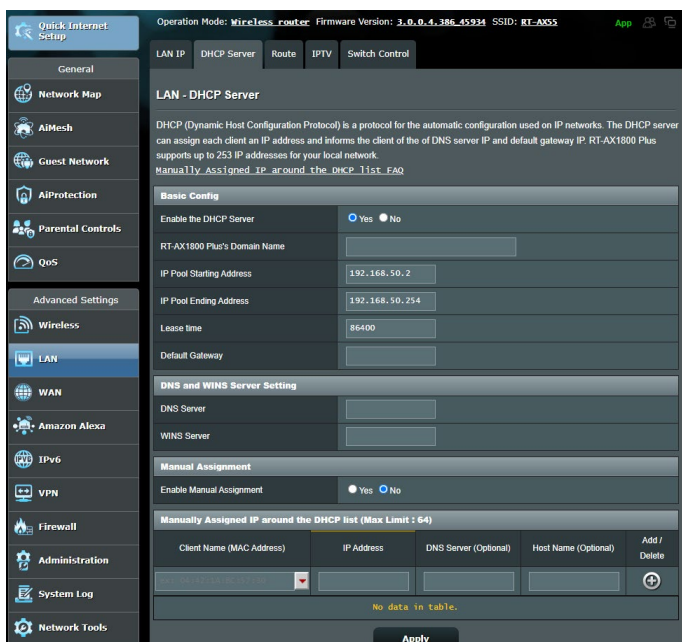 Quick Internet Setup
Operation Mode: Wireless router Firmware Version: 3.0.0.4.386_45934 SSID: RT-AX55
App
LAN IP
DHCP Server
Route
IPTV
Switch Control
General
Network Map
AiMesh
Guest Network
AiProtection
Parental Controls
QoS
Advanced Settings
Wireless
LAN
WAN
Amazon Alexa
IPv6
VPN
Firewall
Administration
System Log
Network Tools
LAN - DHCP Server
DHCP (Dynamic Host Configuration Protocol) is a protocol for the automatic configuration used on IP networks. The DHCP server
can assign each client an IP address and informs the client of the of DNS server IP and default gateway IP. RT-AX1800 Plus
supports up to 253 IP addresses for your local network.
Manually Assigned IP around the DHCP list FAQ
Basic Config
Enable the DHCP Server Yes No
RT-AX1800 Plus's Domain Name
IP Pool Starting Address 192.168.50.2
IP Pool Ending Address 192.168.50.254
Lease time 86400
Default Gateway
DNS and WINS Server Setting
DNS Server
WINS Server
Manual Assignment
Enable Manual Assignment Yes No
Manually Assigned IP around the DHCP list (Max Limit : 64)
Client Name (MAC Address) IP Address DNS Server (Optional) Host Name (Optional) Add / Delete
No data in table.
Apply